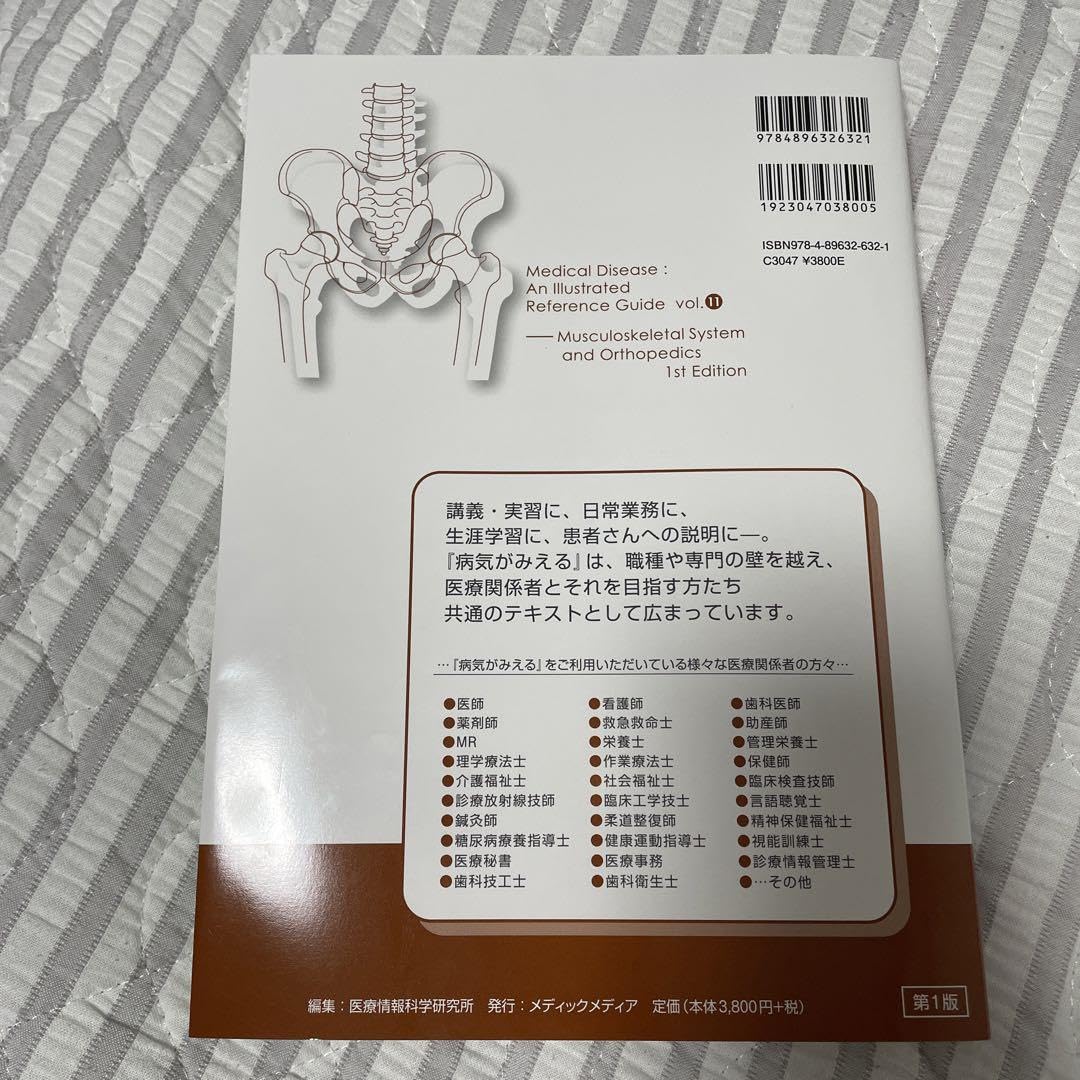 9784896326321
1923047038005
ISBN978-4-89632-632-1
C3047 ¥3800E
Medical Disease :
An Illustrated
Reference Guide vol.⓫
── Musculoskeletal System
and Orthopedics
1st Edition
講義・実習に、日常業務に、
生涯学習に、患者さんへの説明に―。
『病気がみえる』は、職種や専門の壁を越え、
医療関係者とそれを目指す方たち
共通のテキストとして広まっています。
…『病気がみえる』をご利用いただいている様々な医療関係者の方々…
●医師 ●看護師 ●歯科医師
●薬剤師 ●救急救命士 ●助産師
●MR ●栄養士 ●管理栄養士
●理学療法士 ●作業療法士 ●保健師
●介護福祉士 ●社会福祉士 ●臨床検査技師
●診療放射線技師 ●臨床工学技士 ●言語聴覚士
●鍼灸師 ●柔道整復師 ●精神保健福祉士
●糖尿病療養指導士 ●健康運動指導士 ●視能訓練士
●医療秘書 ●医療事務 ●診療情報管理士
●歯科技工士 ●歯科衛生士 ●…その他
編集：医療情報科学研究所 発行：メディックメディア 定価（本体3,800円+税）
第1版